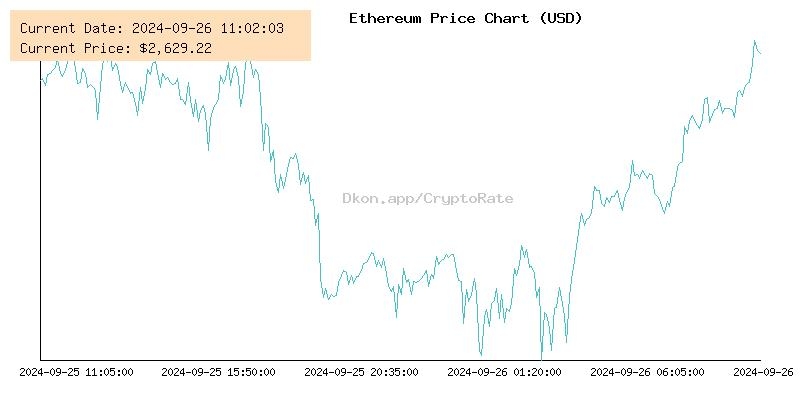 Ethereum Price Chart (USD)
Current Date: 2024-09-26 11:02:03
Current Price: $2,629.22
Dkon.app/CryptoRate
2024-09-25 11:05:00 2024-09-25 15:50:00 2024-09-25 20:35:00 2024-09-26 01:20:00 2024-09-26 06:05:00 2024-09-26